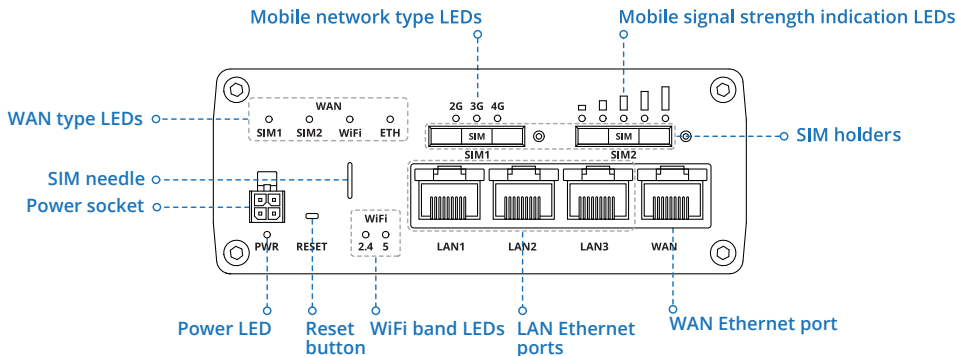 Mobile network type LEDs
Mobile signal strength indication LEDs
WAN
2G 3G 4G
WAN type LEDs
SIM1 SIM2 WiFi ETH
SIM
SIM
SIM holders
SIM1
SIM2
SIM needle
Power socket
WiFi
PWR
RESET
2.4 5
LAN1
LAN2
LAN3
WAN
Power LED
Reset
button
WiFi band LEDs
LAN Ethernet
ports
WAN Ethernet port